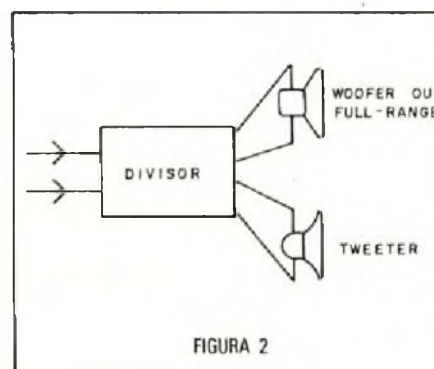 WOOFER OU
FULL-RANGE
DIVISOR
TWEETER
FIGURA 2